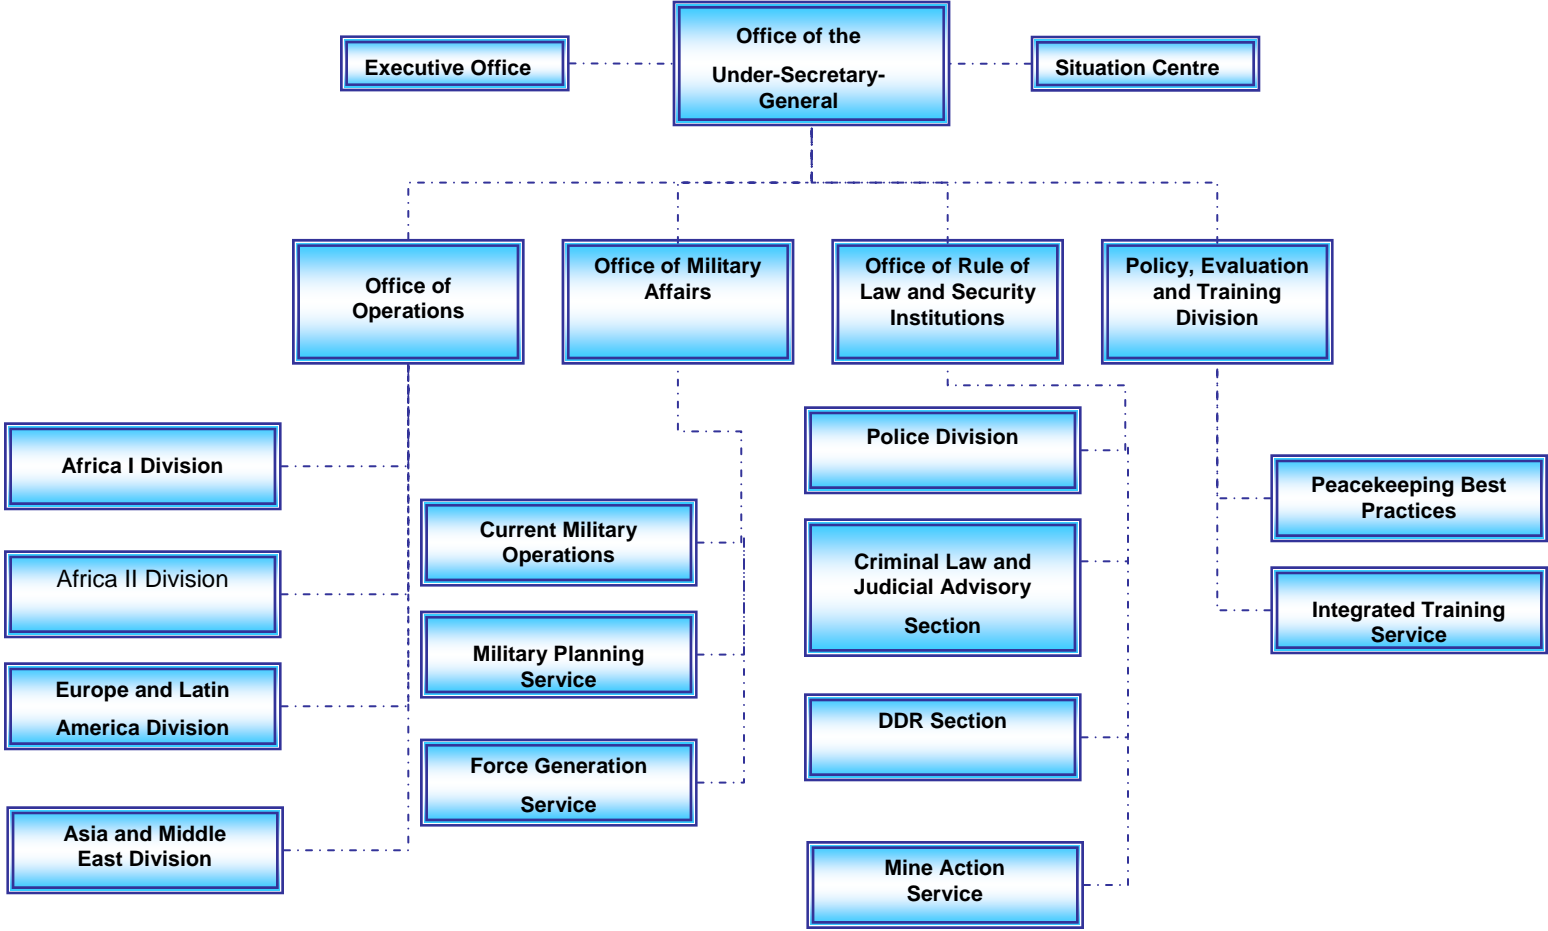 Office of the
Under-Secretary-
General
Executive Office
Situation Centre
Office of
Operations
Office of Military
Affairs
Office of Rule of
Law and Security
Institutions
Policy, Evaluation
and Training
Division
Africa I Division
Africa II Division
Europe and Latin
America Division
Asia and Middle
East Division
Current Military
Operations
Military Planning
Service
Force Generation
Service
Police Division
Criminal Law and
Judicial Advisory
Section
DDR Section
Mine Action
Service
Peacekeeping Best
Practices
Integrated Training
Service